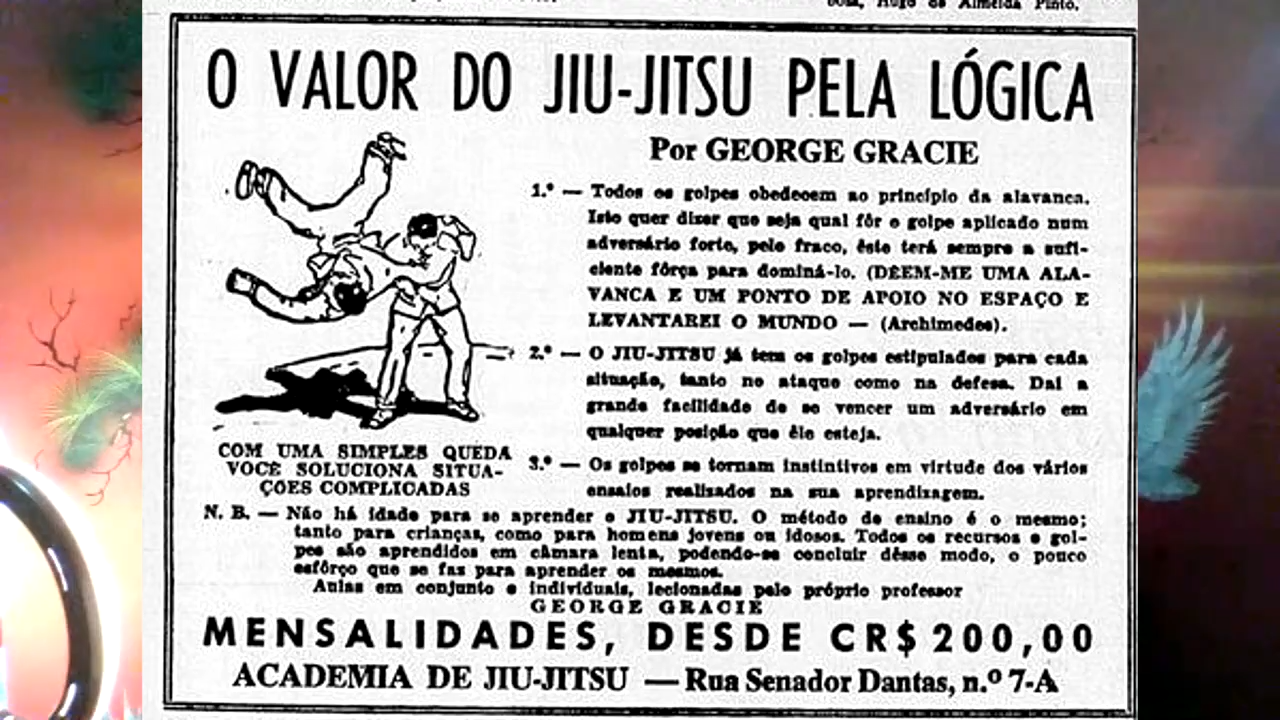 bosa, Hugo de Almeida Pinto.
O VALOR DO JIU-JITSU PELA LÓGICA
Por GEORGE GRACIE
1.º — Todos os golpes obedecem ao princípio da alavanca.
Isto quer dizer que seja qual fôr o golpe aplicado num
adversário forte, pelo fraco, êste terá sempre a sufi-
ciente fôrça para dominá-lo. (DÊEM-ME UMA ALA-
VANCA E UM PONTO DE APOIO NO ESPAÇO E
LEVANTAREI O MUNDO — (Archimedes).
2.º — O JIU-JITSU já tem os golpes estipulados para cada
situação, tanto no ataque como na defesa. Daí a
grande facilidade de se vencer um adversário em
qualquer posição que êle esteja.
3.º — Os golpes se tornam instintivos em virtude dos vários
ensaios realizados na sua aprendizagem.
COM UMA SIMPLES QUEDA
VOCÊ SOLUCIONA SITUA-
ÇÕES COMPLICADAS
N. B. — Não há idade para se aprender o JIU-JITSU. O método de ensino é o mesmo;
tanto para crianças, como para homens jovens ou idosos. Todos os recursos e gol-
pes são aprendidos em câmara lenta, podendo-se concluir dêsse modo, o pouco
esfôrço que se faz para aprender os mesmos.
Aulas em conjunto e individuais, lecionadas pelo próprio professor
GEORGE GRACIE
MENSALIDADES, DESDE CR$ 200,00
ACADEMIA DE JIU-JITSU — Rua Senador Dantas, n.º 7-A